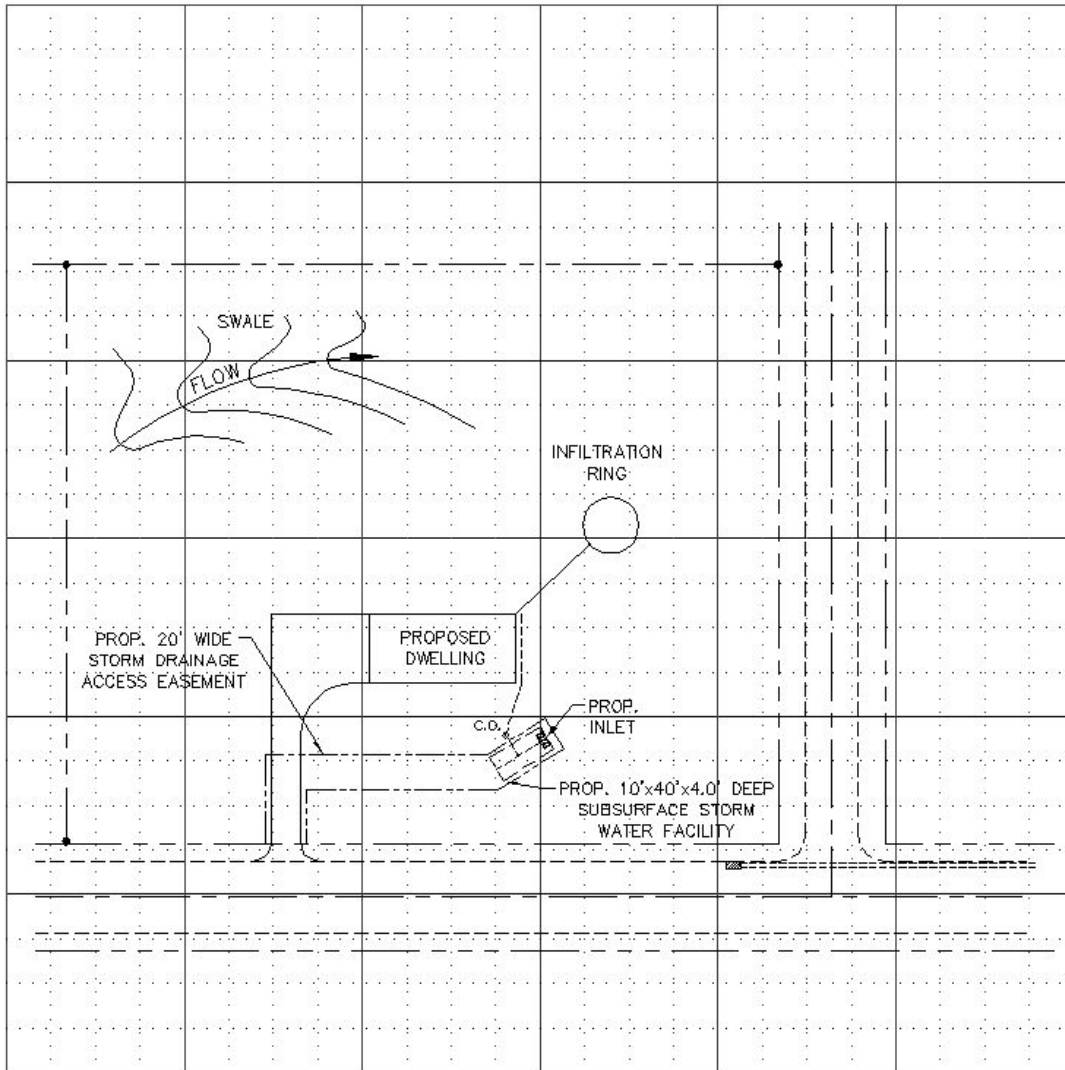 SWALE
FLOW
INFILTRATION
RING
PROP. 20' WIDE
STORM DRAINAGE
ACCESS EASEMENT
PROPOSED
DWELLING
C.O.
PROP.
INLET
PROP. 10'x40'x4.0' DEEP
SUBSURFACE STORM
WATER FACILITY